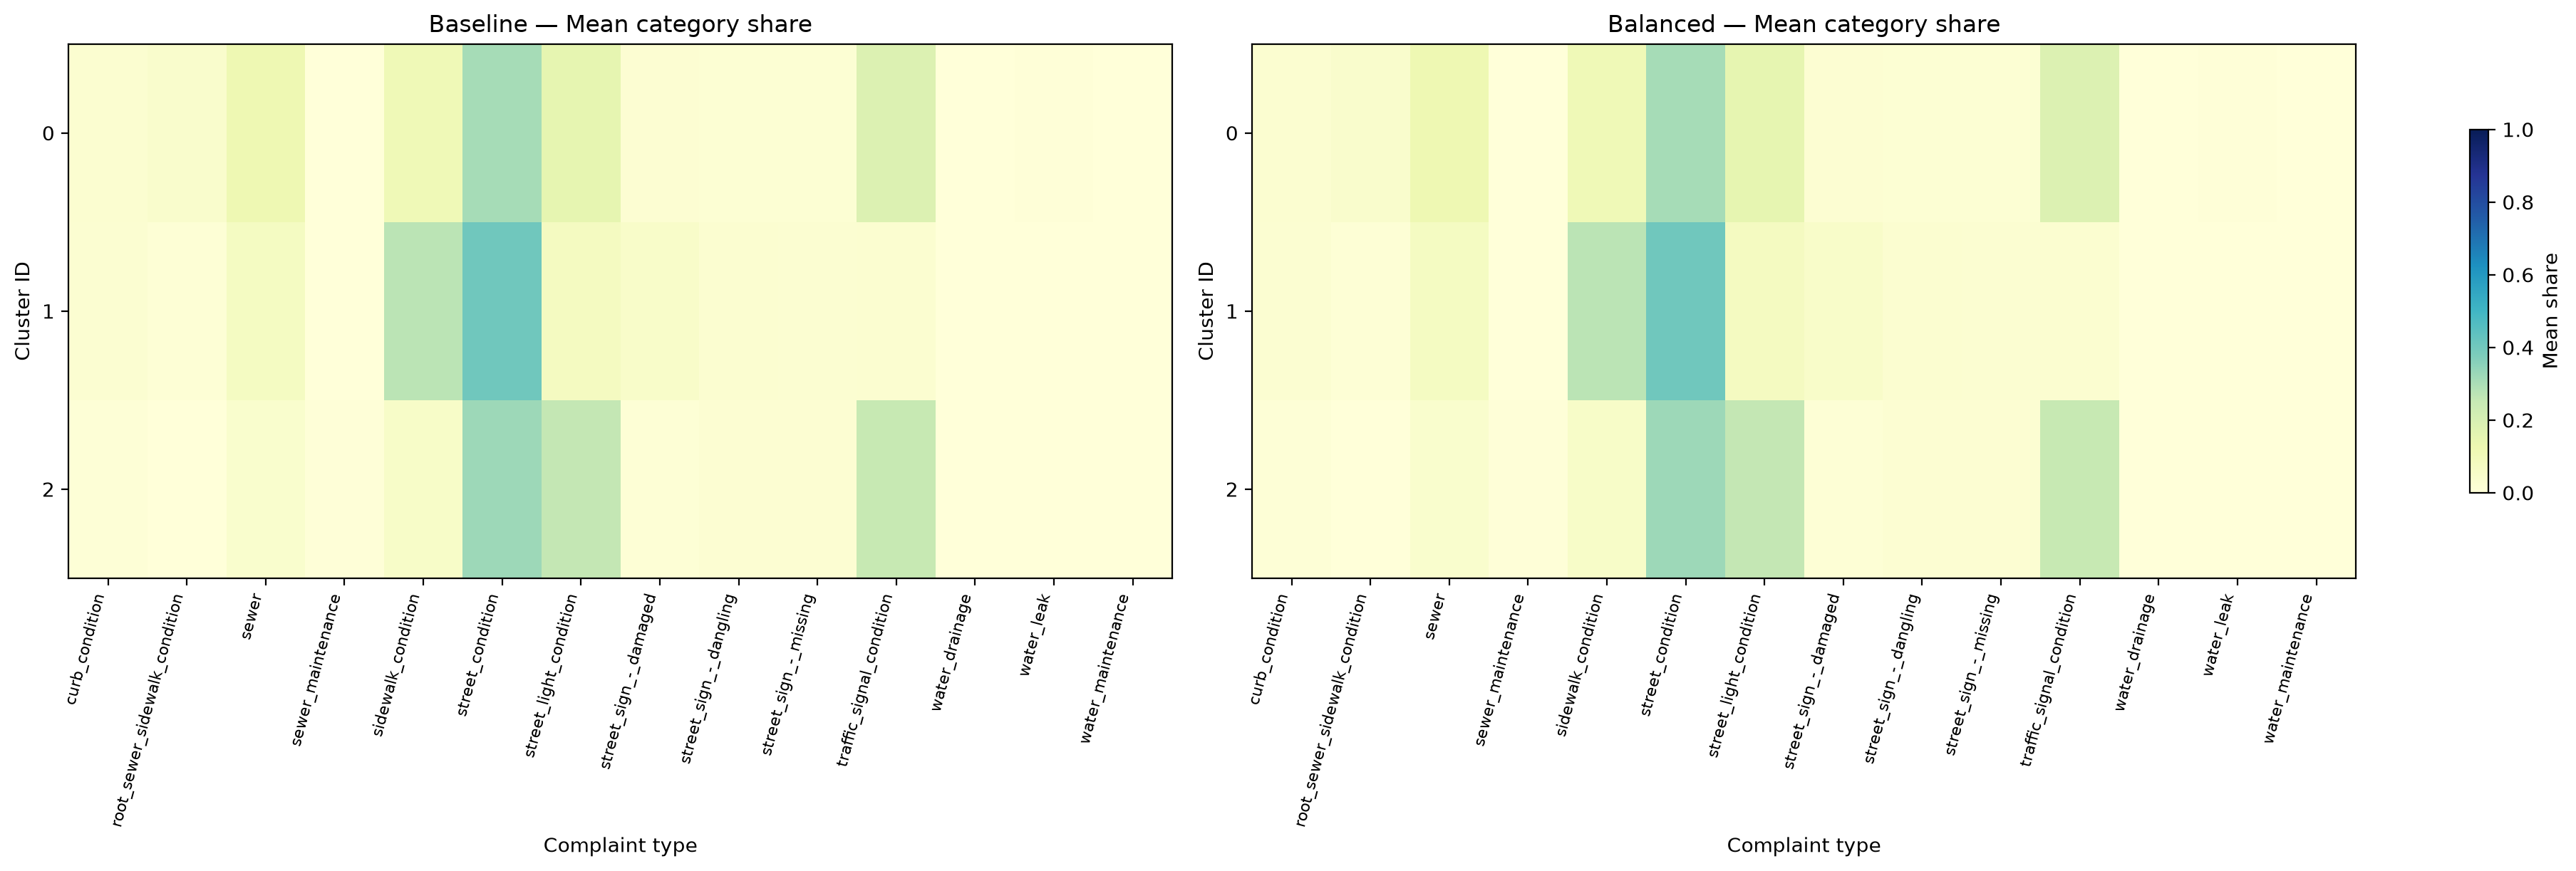 Baseline — Mean category share
Cluster ID
0
1
2
curb_condition
root_sewer_sidewalk_condition
sewer
sewer_maintenance
sidewalk_condition
street_condition
street_light_condition
street_sign_-_damaged
street_sign_-_dangling
street_sign_-_missing
traffic_signal_condition
water_drainage
water_leak
water_maintenance
Complaint type
Balanced — Mean category share
Cluster ID
0
1
2
curb_condition
root_sewer_sidewalk_condition
sewer
sewer_maintenance
sidewalk_condition
street_condition
street_light_condition
street_sign_-_damaged
street_sign_-_dangling
street_sign_-_missing
traffic_signal_condition
water_drainage
water_leak
water_maintenance
Complaint type
1.0
0.8
0.6
0.4
0.2
0.0
Mean share